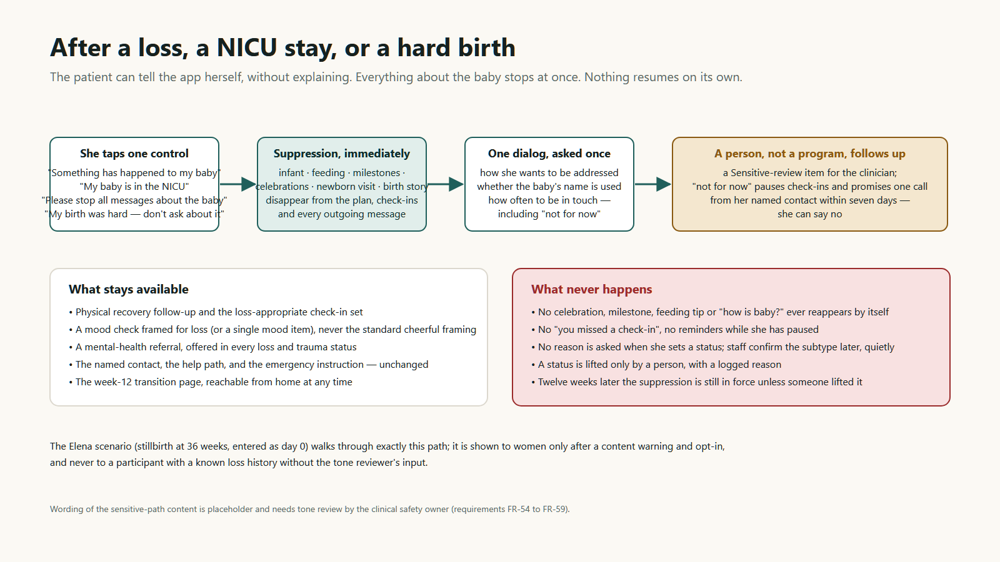 After a loss, a NICU stay, or a hard birth
The patient can tell the app herself, without explaining. Everything about the baby stops at once. Nothing resumes on its own.
She taps one control
"Something has happened to my baby"
"My baby is in the NICU"
"Please stop all messages about the baby"
"My birth was hard — don't ask about it"
Suppression, immediately
infant · feeding · milestones ·
celebrations · newborn visit · birth story
disappear from the plan, check-ins
and every outgoing message
One dialog, asked once
how she wants to be addressed
whether the baby's name is used
how often to be in touch —
including "not for now"
A person, not a program, follows up
a Sensitive-review item for the clinician;
"not for now" pauses check-ins and promises one call
from her named contact within seven days —
she can say no
What stays available
• Physical recovery follow-up and the loss-appropriate check-in set
• A mood check framed for loss (or a single mood item), never the standard cheerful framing
• A mental-health referral, offered in every loss and trauma status
• The named contact, the help path, and the emergency instruction — unchanged
• The week-12 transition page, reachable from home at any time
What never happens
• No celebration, milestone, feeding tip or "how is baby?" ever reappears by itself
• No "you missed a check-in", no reminders while she has paused
• No reason is asked when she sets a status; staff confirm the subtype later, quietly
• A status is lifted only by a person, with a logged reason
• Twelve weeks later the suppression is still in force unless someone lifted it
The Elena scenario (stillbirth at 36 weeks, entered as day 0) walks through exactly this path; it is shown to women only after a content warning and opt-in,
and never to a participant with a known loss history without the tone reviewer's input.
Wording of the sensitive-path content is placeholder and needs tone review by the clinical safety owner (requirements FR-54 to FR-59).